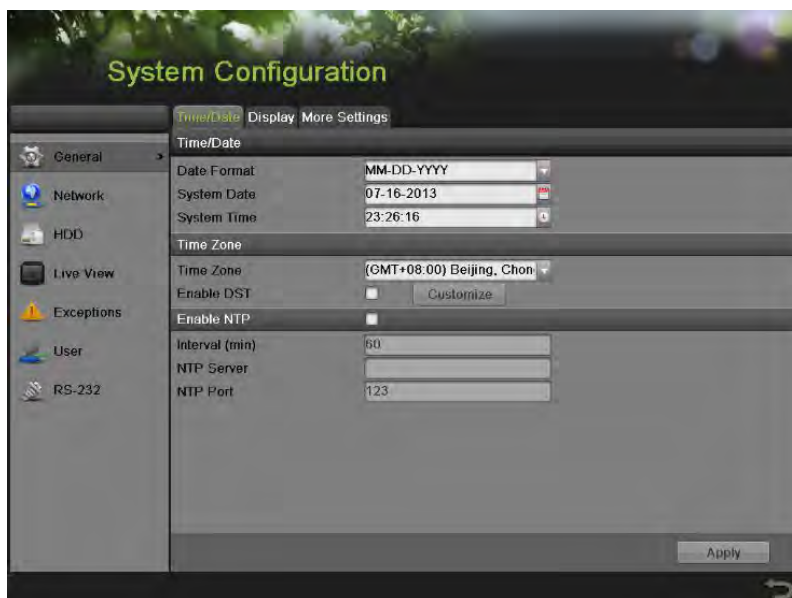 System Configuration
Time/Date Display More Settings
General
Network
HDD
Live View
Exceptions
User
RS-232
Time/Date
Date Format MM-DD-YYYY
System Date 07-16-2013
System Time 23:26:16
Time Zone
Time Zone (GMT+08:00) Beijing, Chon
Enable DST Customize
Enable NTP
Interval (min) 60
NTP Server
NTP Port 123
Apply